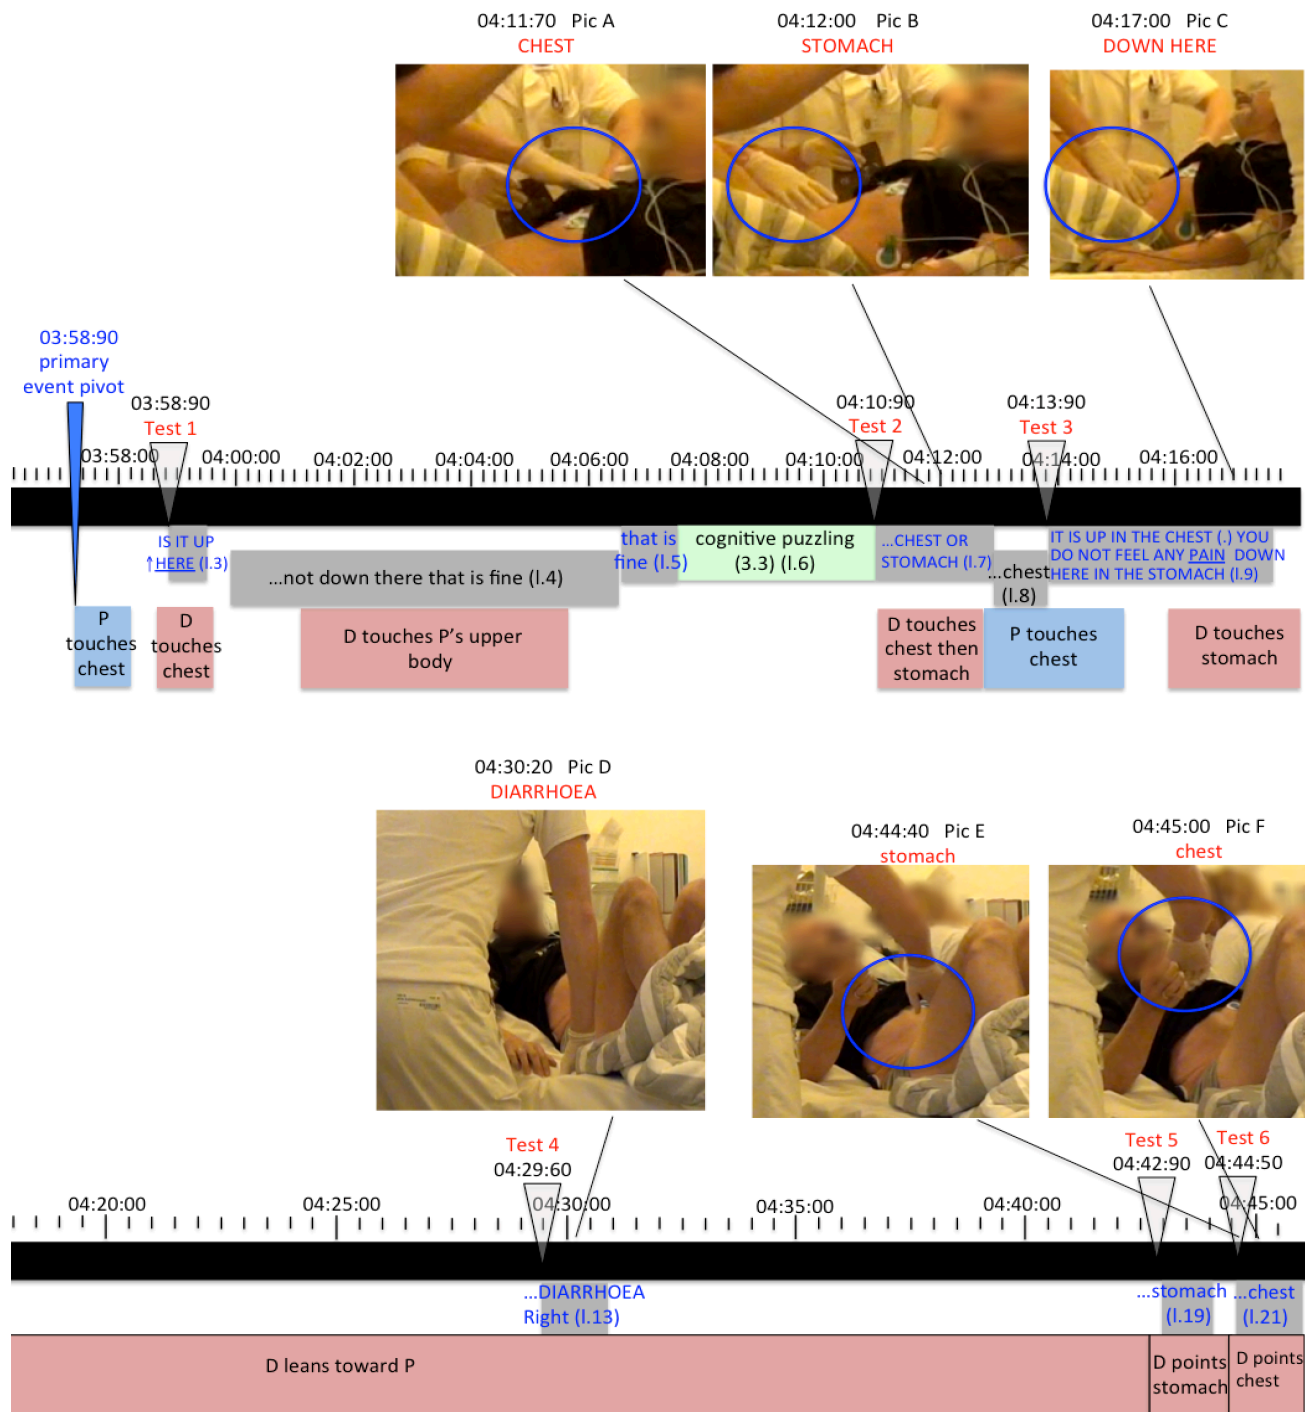 04:11:70 Pic A
CHEST
04:12:00 Pic B
STOMACH
04:17:00 Pic C
DOWN HERE
03:58:90
primary
event pivot
03:58:90
Test 1
04:10:90
Test 2
04:13:90
Test 3
03:58:00
04:00:00
04:02:00
04:04:00
04:06:00
04:08:00
04:10:00
04:12:00
04:14:00
04:16:00
IS IT UP
↑HERE (l.3)
...not down there that is fine (l.4)
that is
fine (l.5)
cognitive puzzling
(3.3) (l.6)
...CHEST OR
STOMACH (l.7)
...chest
(l.8)
IT IS UP IN THE CHEST (.) YOU
DO NOT FEEL ANY PAIN DOWN
HERE IN THE STOMACH (l.9)
P
touches
chest
D
touches
chest
D touches P's upper
body
D touches
chest then
stomach
P touches
chest
D touches
stomach
04:30:20 Pic D
DIARRHOEA
04:44:40 Pic E
stomach
04:45:00 Pic F
chest
Test 4
04:29:60
Test 5
04:42:90
Test 6
04:44:50
04:20:00
04:25:00
04:30:00
04:35:00
04:40:00
04:45:00
...DIARRHOEA
Right (l.13)
...stomach
(l.19)
...chest
(l.21)
D leans toward P
D points
stomach
D points
chest